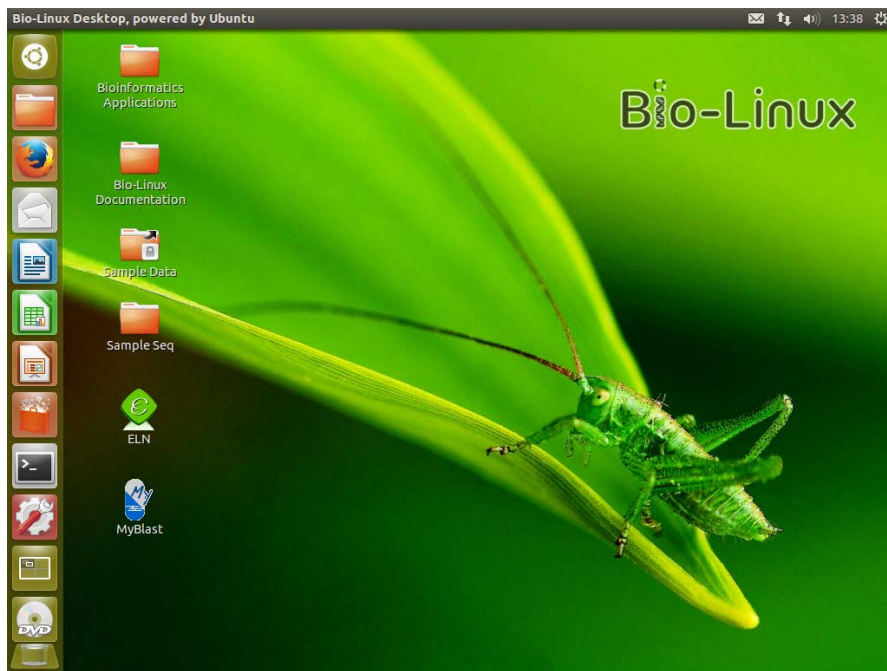 Bio-Linux Desktop, powered by Ubuntu
13:38
Bioinformatics
Applications
Bio-Linux
Bio-Linux
Documentation
Sample Data
Sample Seq
ELN
My
MyBlast
DVD